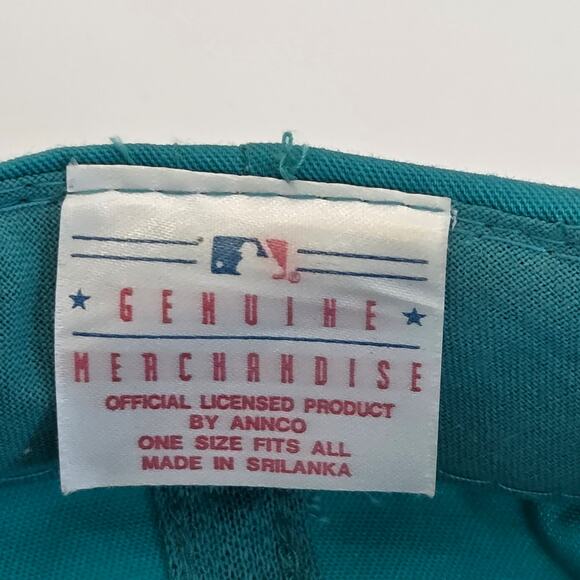 GENUINE
MERCHANDISE
OFFICIAL LICENSED PRODUCT
BY ANNCO
ONE SIZE FITS ALL
MADE IN SRILANKA